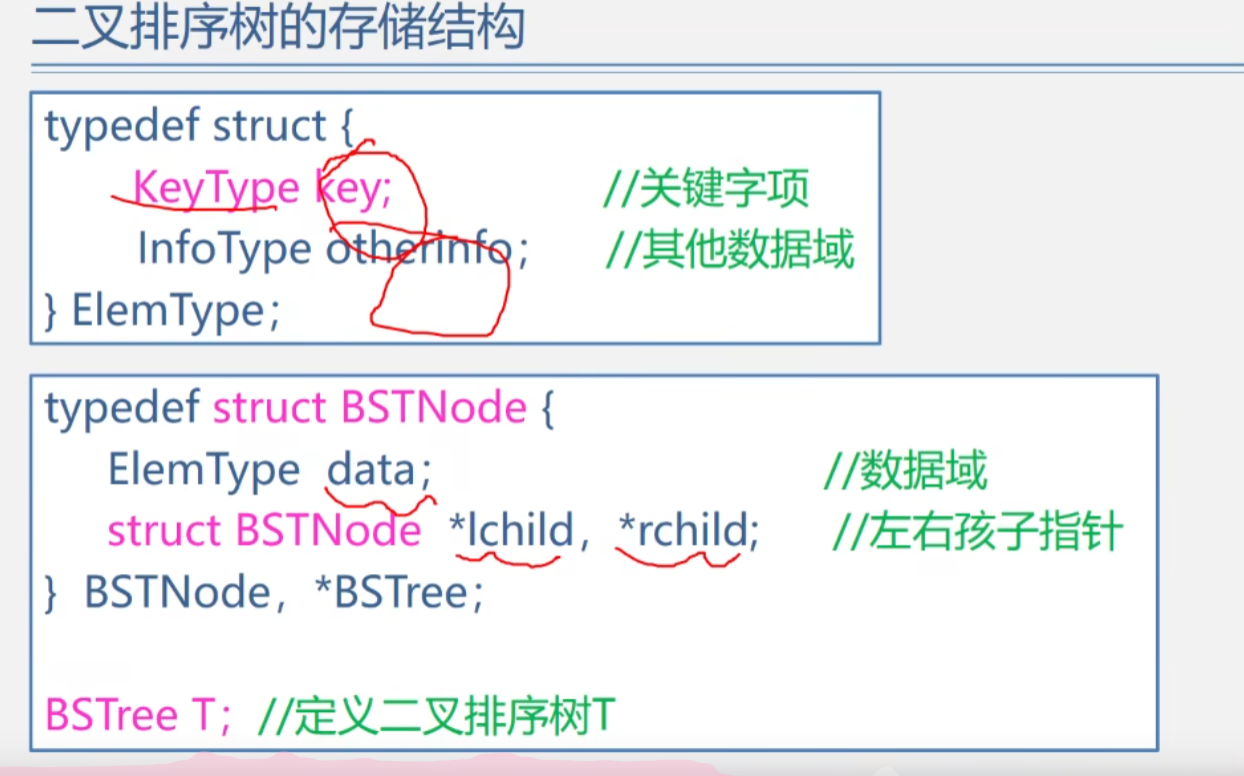 二叉排序树的存储结构
typedef struct {
KeyType key; //关键字项
InfoType otherinfo; //其他数据域
} ElemType;
typedef struct BSTNode {
ElemType data; //数据域
struct BSTNode *lchild, *rchild; //左右孩子指针
} BSTNode, *BSTree;
BSTree T; //定义二叉排序树T